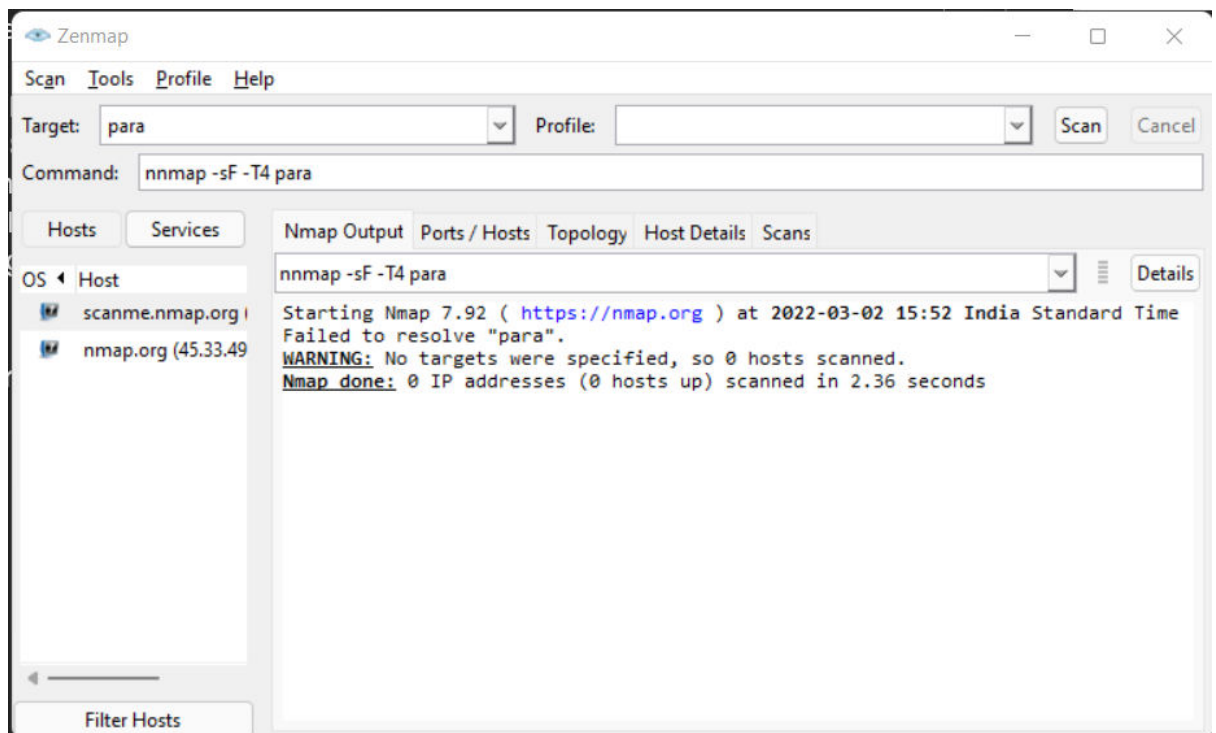 Zenmap
Scan Tools Profile Help
Target: para Profile: Scan Cancel
Command: nnmap -sF -T4 para
Hosts Services
Nmap Output Ports / Hosts Topology Host Details Scans
OS Host
nnmap -sF -T4 para Details
scanme.nmap.org
nmap.org (45.33.49
Starting Nmap 7.92 ( https://nmap.org ) at 2022-03-02 15:52 India Standard Time
Failed to resolve "para".
WARNING: No targets were specified, so 0 hosts scanned.
Nmap done: 0 IP addresses (0 hosts up) scanned in 2.36 seconds
Filter Hosts